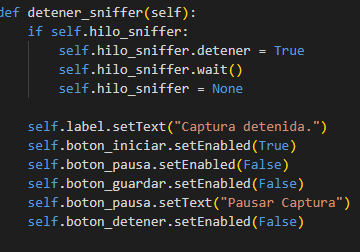 def detener_sniffer(self):
    if self.hilo_sniffer:
        self.hilo_sniffer.detener = True
        self.hilo_sniffer.wait()
        self.hilo_sniffer = None

    self.label.setText("Captura detenida.")
    self.boton_iniciar.setEnabled(True)
    self.boton_pausa.setEnabled(False)
    self.boton_guardar.setEnabled(False)
    self.boton_pausa.setText("Pausar Captura")
    self.boton_detener.setEnabled(False)